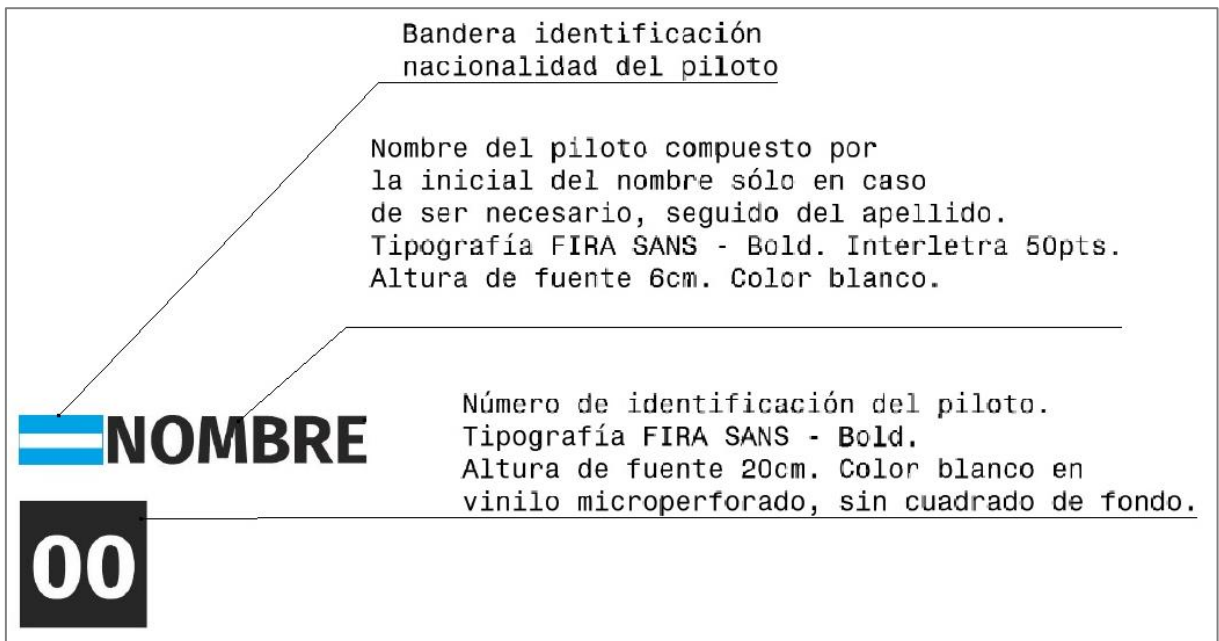 Bandera identificación
nacionalidad del piloto
Nombre del piloto compuesto por
la inicial del nombre sólo en caso
de ser necesario, seguido del apellido.
Tipografía FIRA SANS - Bold. Interletra 50pts.
Altura de fuente 6cm. Color blanco.
NOMBRE
Número de identificación del piloto.
Tipografía FIRA SANS - Bold.
Altura de fuente 20cm. Color blanco en
vinilo microperforado, sin cuadrado de fondo.
00